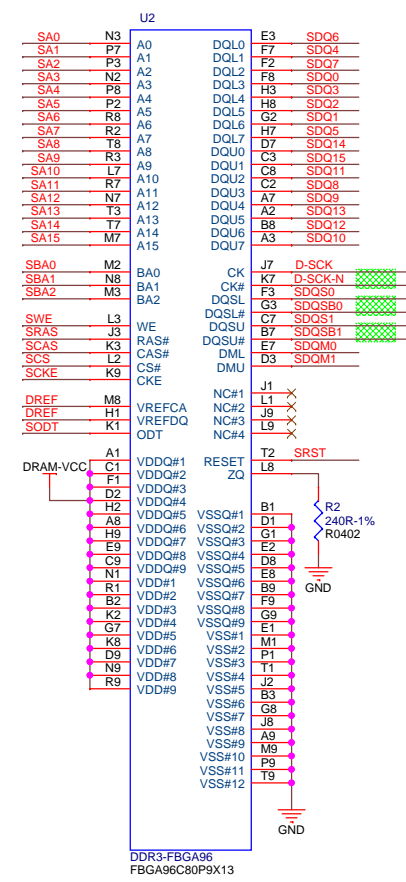 U2
SA0 N3 A0 DQL0 E3 SDQ6
SA1 P7 A1 DQL1 F7 SDQ4
SA2 P3 A2 DQL2 F2 SDQ7
SA3 N2 A3 DQL3 F8 SDQ0
SA4 P8 A4 DQL4 H3 SDQ3
SA5 P2 A5 DQL5 H8 SDQ2
SA6 R8 A6 DQL6 G2 SDQ1
SA7 R2 A7 DQL7 H7 SDQ5
SA8 T8 A8 DQU0 D7 SDQ14
SA9 R3 A9 DQU1 C3 SDQ15
SA10 L7 A10 DQU2 C8 SDQ11
SA11 R7 A11 DQU3 C2 SDQ8
SA12 N7 A12 DQU4 A7 SDQ9
SA13 T3 A13 DQU5 A2 SDQ13
SA14 T7 A14 DQU6 B8 SDQ12
SA15 M7 A15 DQU7 A3 SDQ10
SBA0 M2 BA0 CK J7 D-SCK
SBA1 N8 BA1 CK# K7 D-SCK-N
SBA2 M3 BA2 DQSL F3 SDQS0
DQSL# G3 SDQSB0
SWE L3 WE DQSU C7 SDQS1
SRAS J3 RAS# DQSU# B7 SDQSB1
SCAS K3 CAS# DML E7 SDQM0
SCS L2 CS# DMU D3 SDQM1
SCKE K9 CKE
NC#1 J1
DREF M8 VREFCA NC#2 L1
DREF H1 VREFDQ NC#3 J9
SODT K1 ODT NC#4 L9
A1 VDDQ#1 RESET T2 SRST
DRAM-VCC C1 VDDQ#2 ZQ L8
F1 VDDQ#3
D2 VDDQ#4
H2 VDDQ#5 VSSQ#1 B1
A8 VDDQ#6 VSSQ#2 D1
H9 VDDQ#7 VSSQ#3 G1
E9 VDDQ#8 VSSQ#4 E2
C9 VDDQ#9 VSSQ#5 D8
N1 VDD#1 VSSQ#6 E8
R1 VDD#2 VSSQ#7 B9
B2 VDD#3 VSSQ#8 F9
K2 VDD#4 VSSQ#9 G9
G7 VDD#5 VSS#1 E1
K8 VDD#6 VSS#2 M1
D9 VDD#7 VSS#3 P1
N9 VDD#8 VSS#4 T1
R9 VDD#9 VSS#5 J2
VSS#6 B3
VSS#7 G8
VSS#8 J8
VSS#9 A9
VSS#10 M9
VSS#11 P9
VSS#12 T9
R2
240R-1%
R0402
GND
GND
DDR3-FBGA96
FBGA96C80P9X13